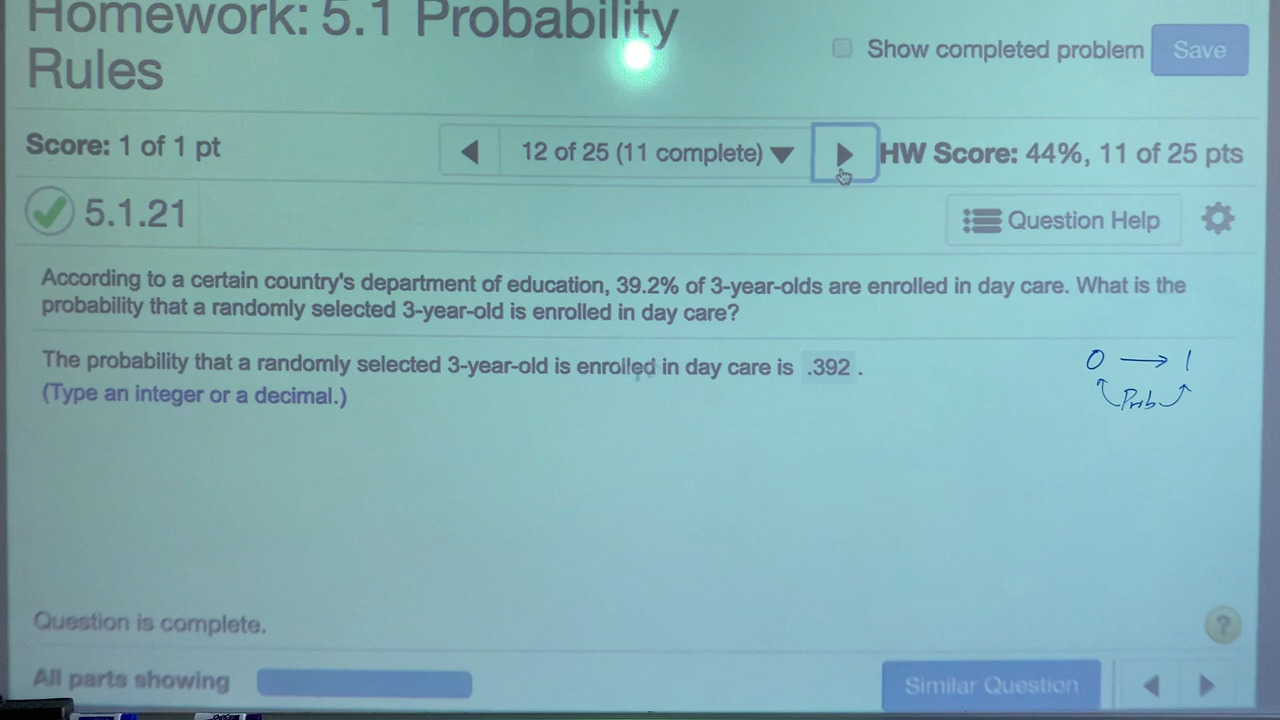 Homework: 5.1 Probability
Rules
Show completed problem
Save
Score: 1 of 1 pt
12 of 25 (11 complete)
HW Score: 44%, 11 of 25 pts
5.1.21
Question Help
According to a certain country's department of education, 39.2% of 3-year-olds are enrolled in day care. What is the
probability that a randomly selected 3-year-old is enrolled in day care?
The probability that a randomly selected 3-year-old is enrolled in day care is .392 .
(Type an integer or a decimal.)
0 → 1
Prob
Question is complete.
?
All parts showing
Similar Question